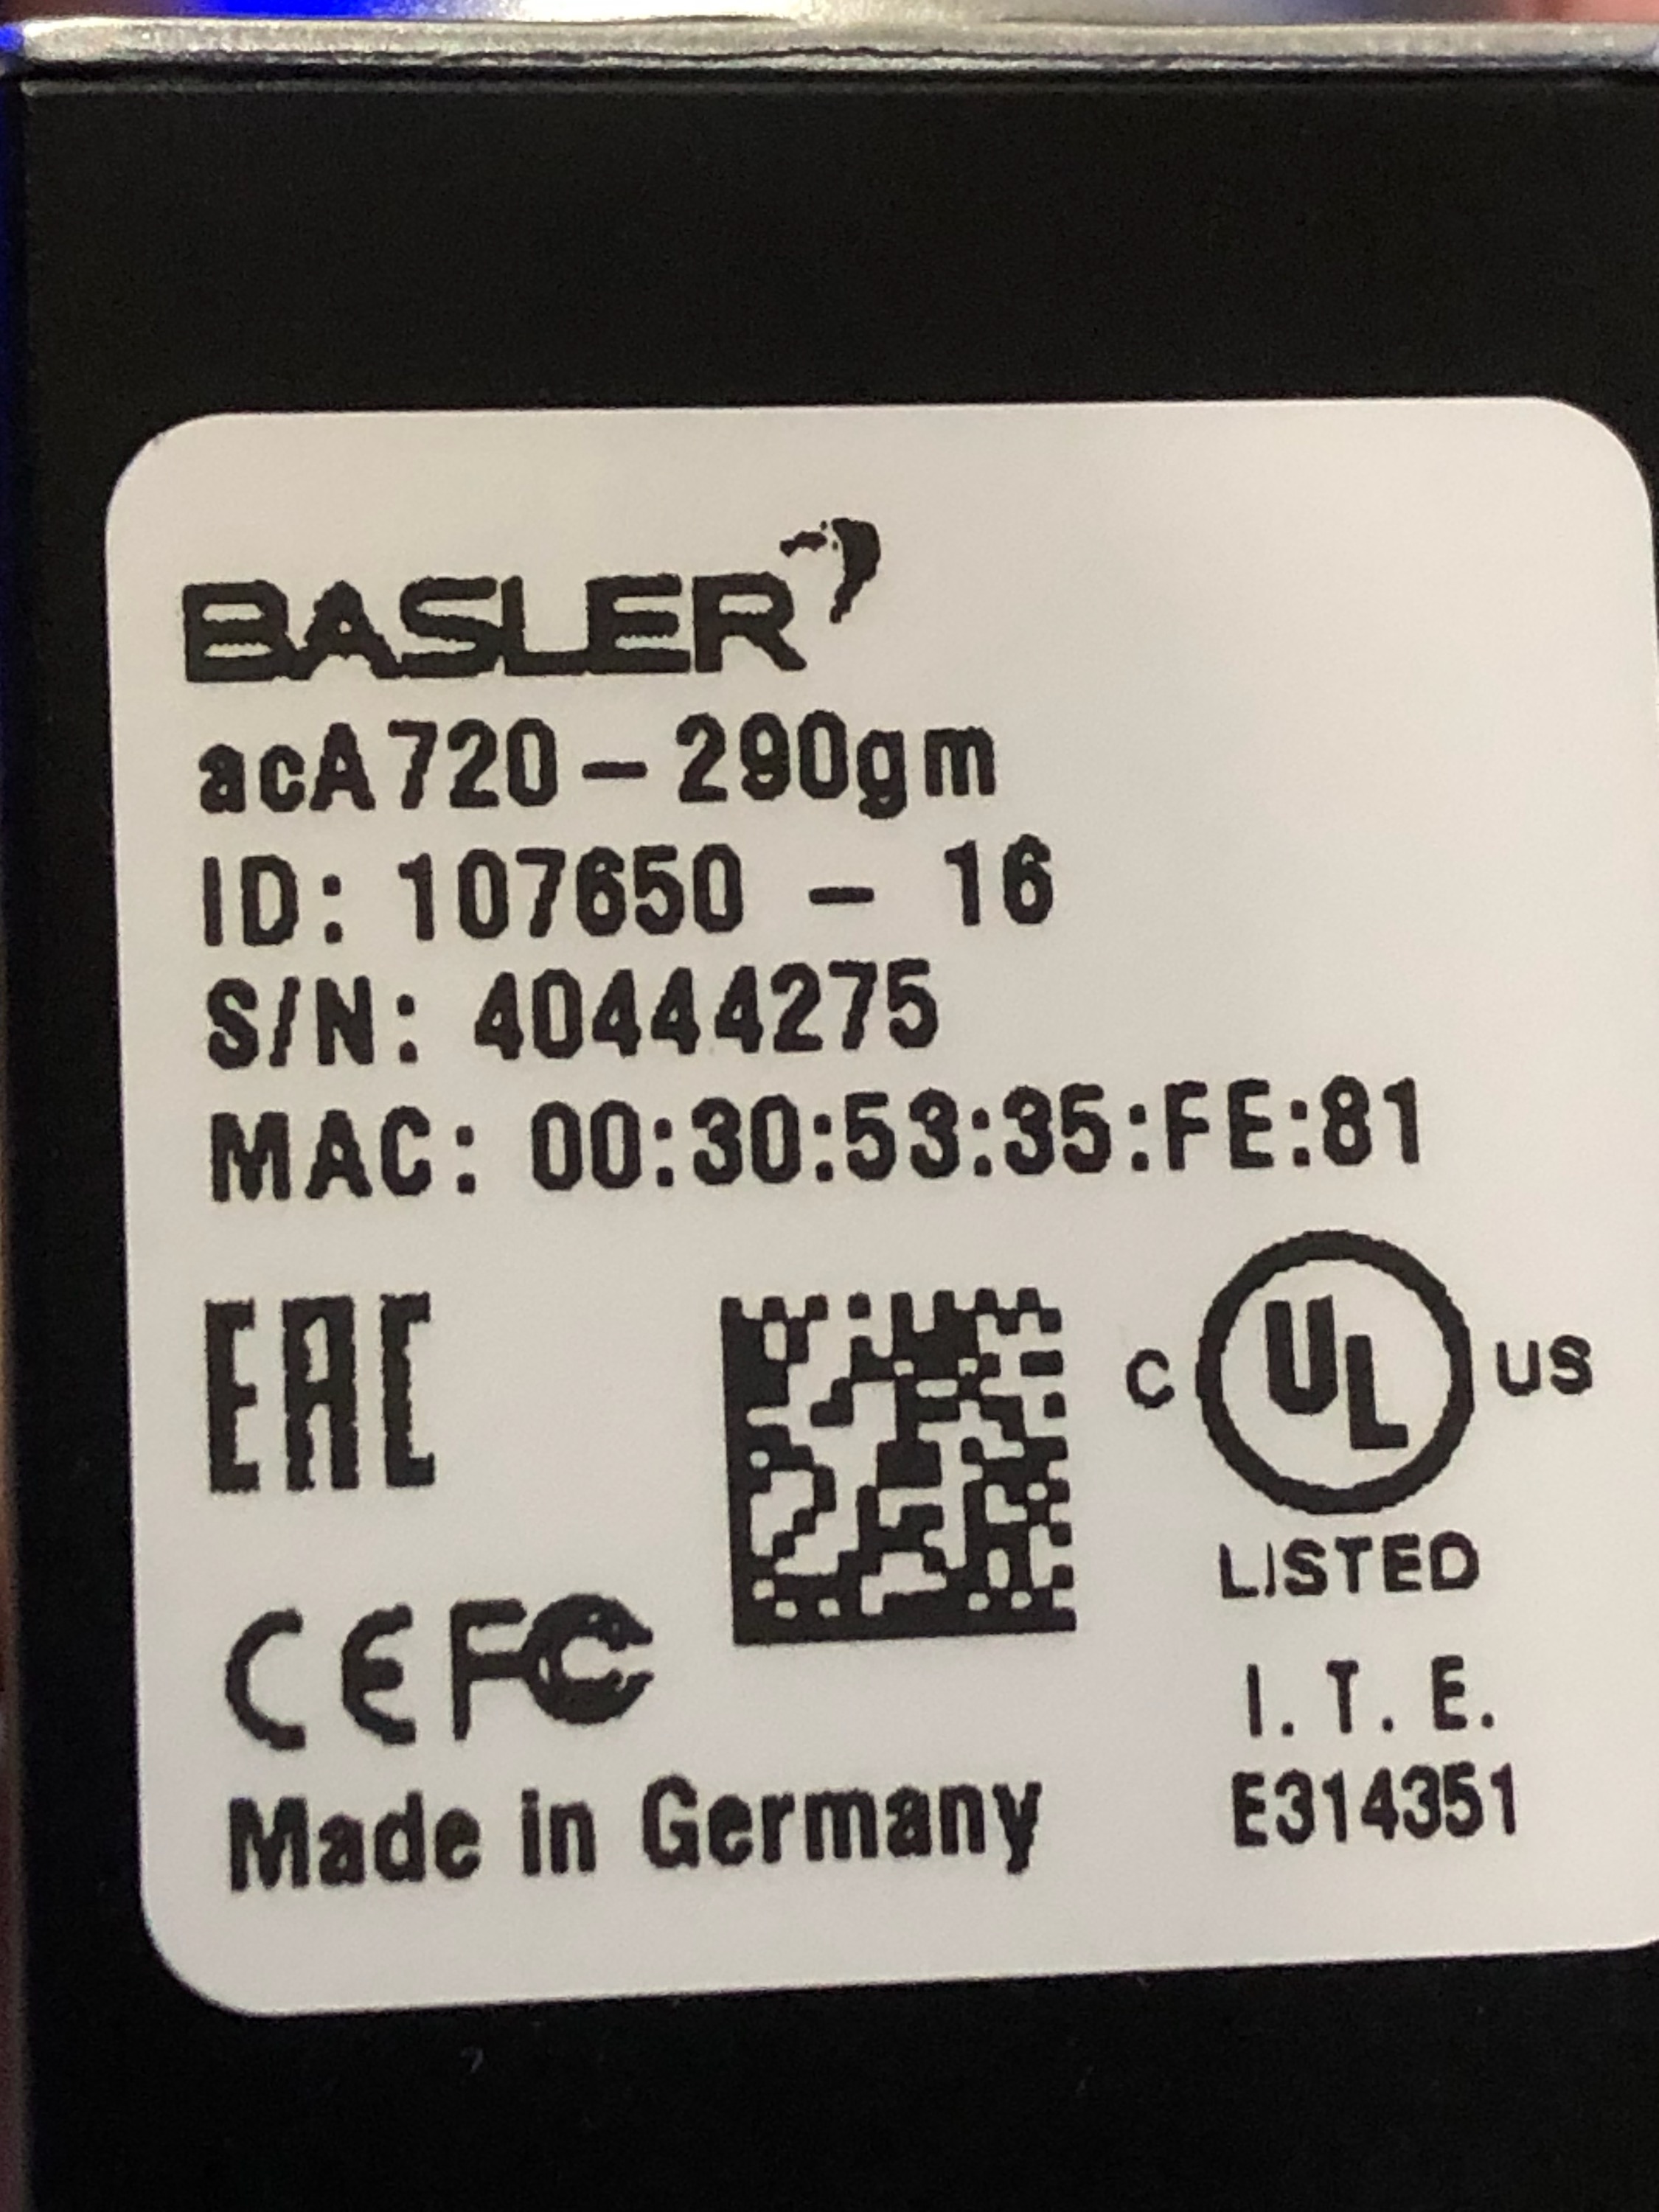 BASLER
acA720-290gm
ID: 107650 - 16
S/N: 40444275
MAC: 00:30:53:35:FE:81
EAC
C UL US
LISTED
CE FC
I. T. E.
E314351
Made in Germany